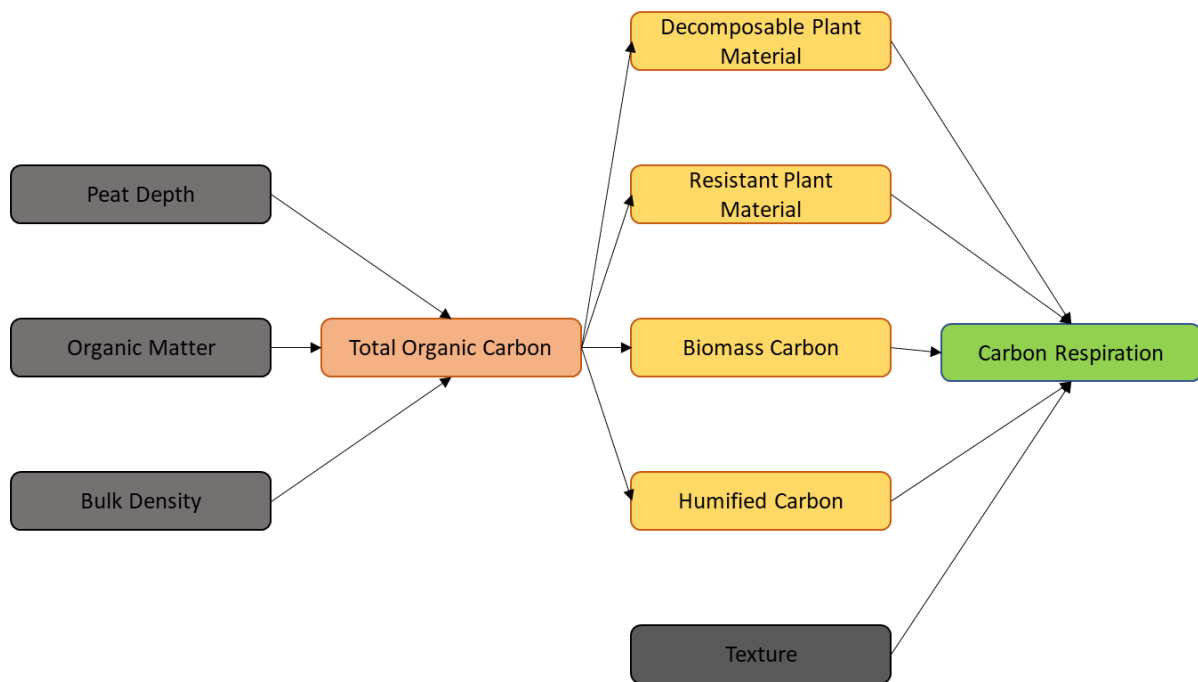 Decomposable Plant
Material
Peat Depth
Resistant Plant
Material
Organic Matter
Total Organic Carbon
Biomass Carbon
Carbon Respiration
Bulk Density
Humified Carbon
Texture